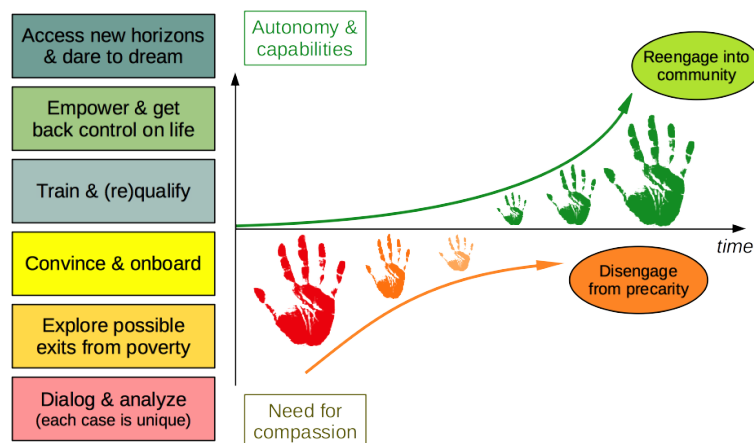 Access new horizons
& dare to dream
Empower & get
back control on life
Train & (re)qualify
Convince & onboard
Explore possible
exits from poverty
Dialog & analyze
(each case is unique)
Autonomy &
capabilities
Reengage into
community
time
Disengage
from precarity
Need for
compassion